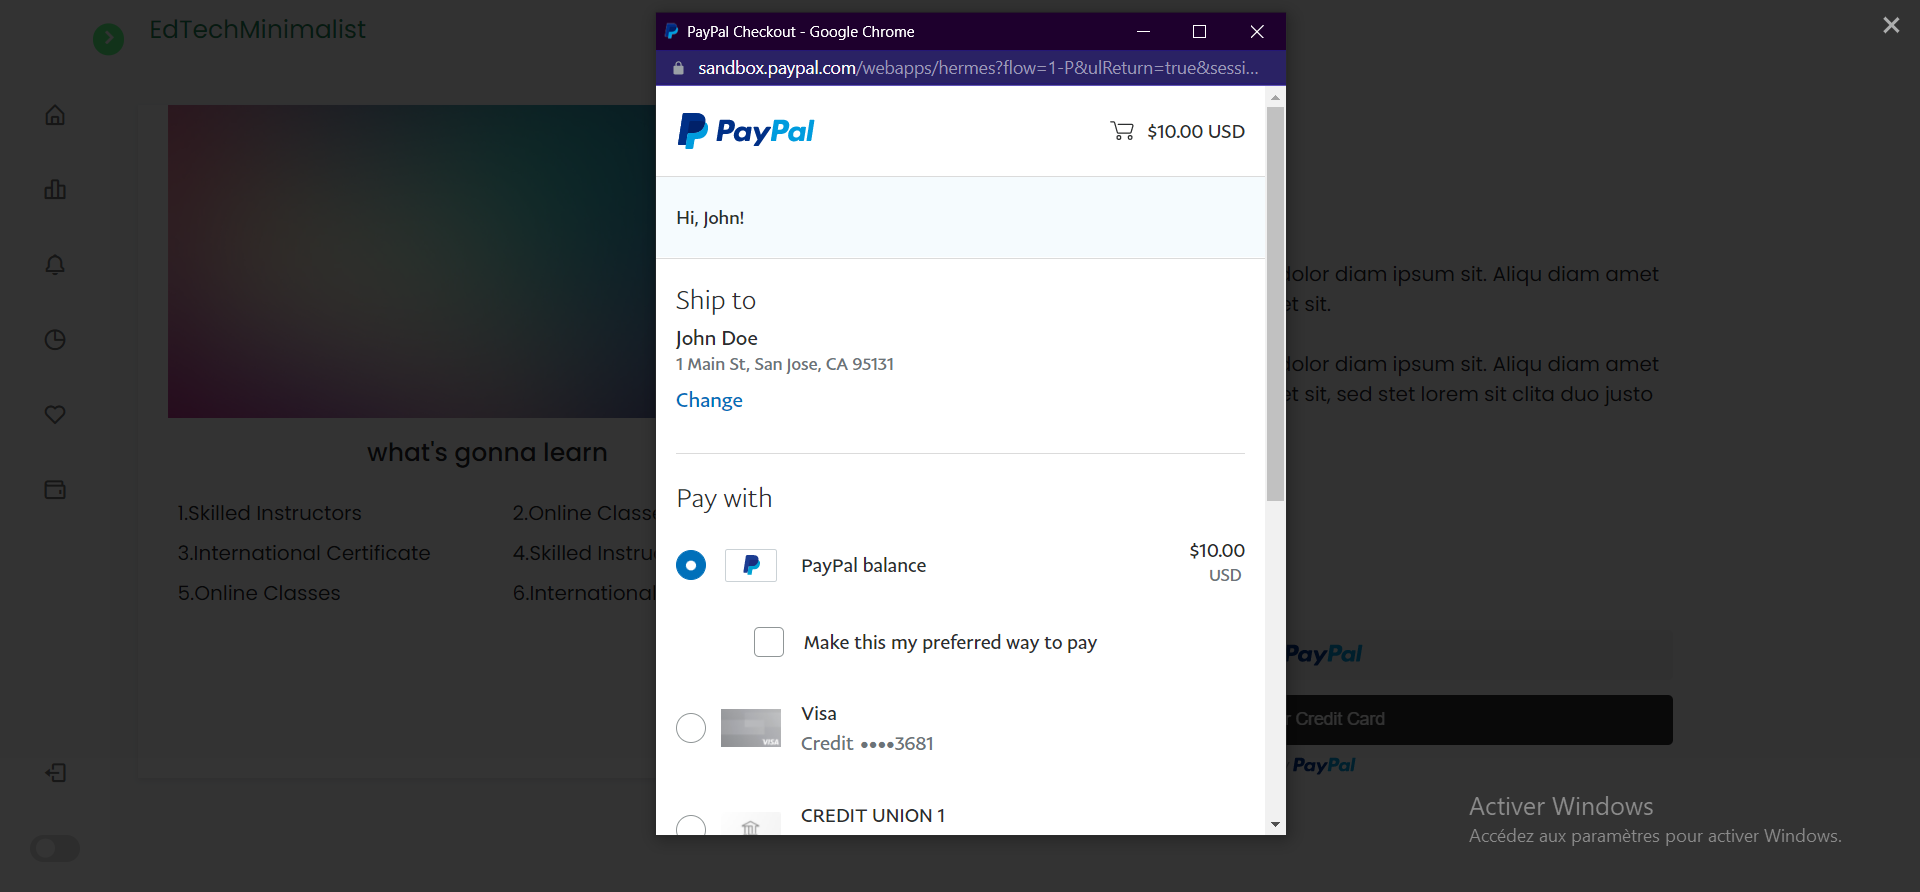 EdTechMinimalist
PayPal Checkout - Google Chrome
sandbox.paypal.com/webapps/hermes?flow=1-P&ulReturn=true&sessi...
PayPal
$10.00 USD
Hi, John!
Ship to
John Doe
1 Main St, San Jose, CA 95131
Change
Pay with
PayPal balance
$10.00
USD
Make this my preferred way to pay
VISA
Visa
Credit ••••3681
CREDIT UNION 1
what's gonna learn
1.Skilled Instructors
2.Online Class
3.International Certificate
4.Skilled Instru
5.Online Classes
6.International
dolor diam ipsum sit. Aliqu diam amet
et sit.
dolor diam ipsum sit. Aliqu diam amet
et sit, sed stet lorem sit clita duo justo
PayPal
Credit Card
PayPal
Activer Windows
Accédez aux paramètres pour activer Windows.